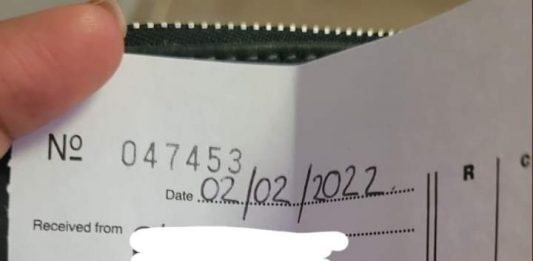 Nº 047453
Date 02/02/2022
R
C
Received from